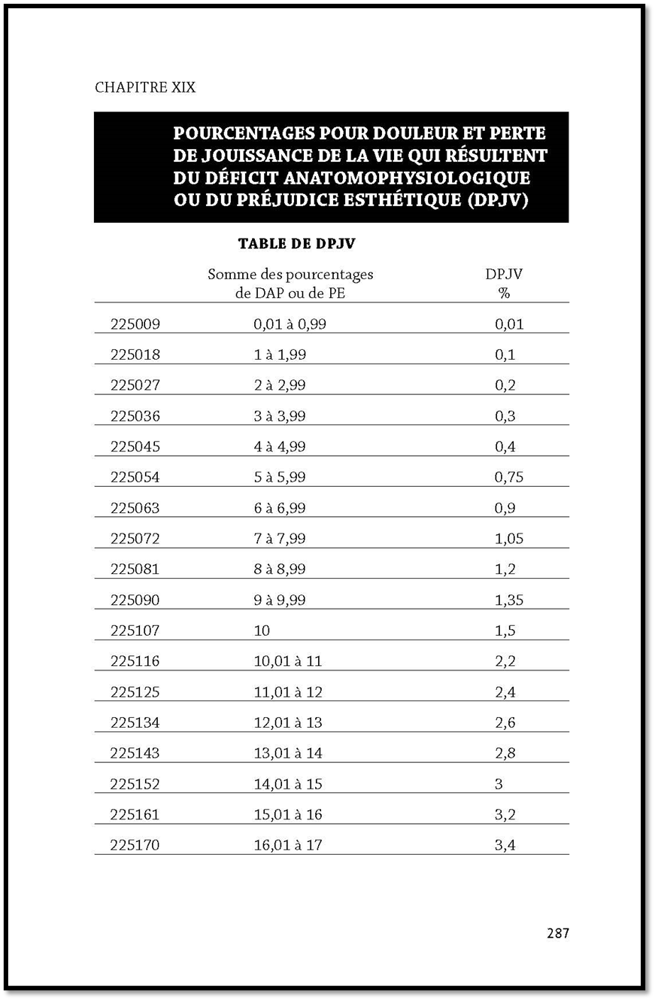 CHAPITRE XIX
POURCENTAGES POUR DOULEUR ET PERTE
DE JOUISSANCE DE LA VIE QUI RÉSULTENT
DU DÉFICIT ANATOMOPHYSIOLOGIQUE
OU DU PRÉJUDICE ESTHÉTIQUE (DPJV)
TABLE DE DPJV
Somme des pourcentages DPJV
de DAP ou de PE %
225009 0,01 à 0,99 0,01
225018 1 à 1,99 0,1
225027 2 à 2,99 0,2
225036 3 à 3,99 0,3
225045 4 à 4,99 0,4
225054 5 à 5,99 0,75
225063 6 à 6,99 0,9
225072 7 à 7,99 1,05
225081 8 à 8,99 1,2
225090 9 à 9,99 1,35
225107 10 1,5
225116 10,01 à 11 2,2
225125 11,01 à 12 2,4
225134 12,01 à 13 2,6
225143 13,01 à 14 2,8
225152 14,01 à 15 3
225161 15,01 à 16 3,2
225170 16,01 à 17 3,4
287